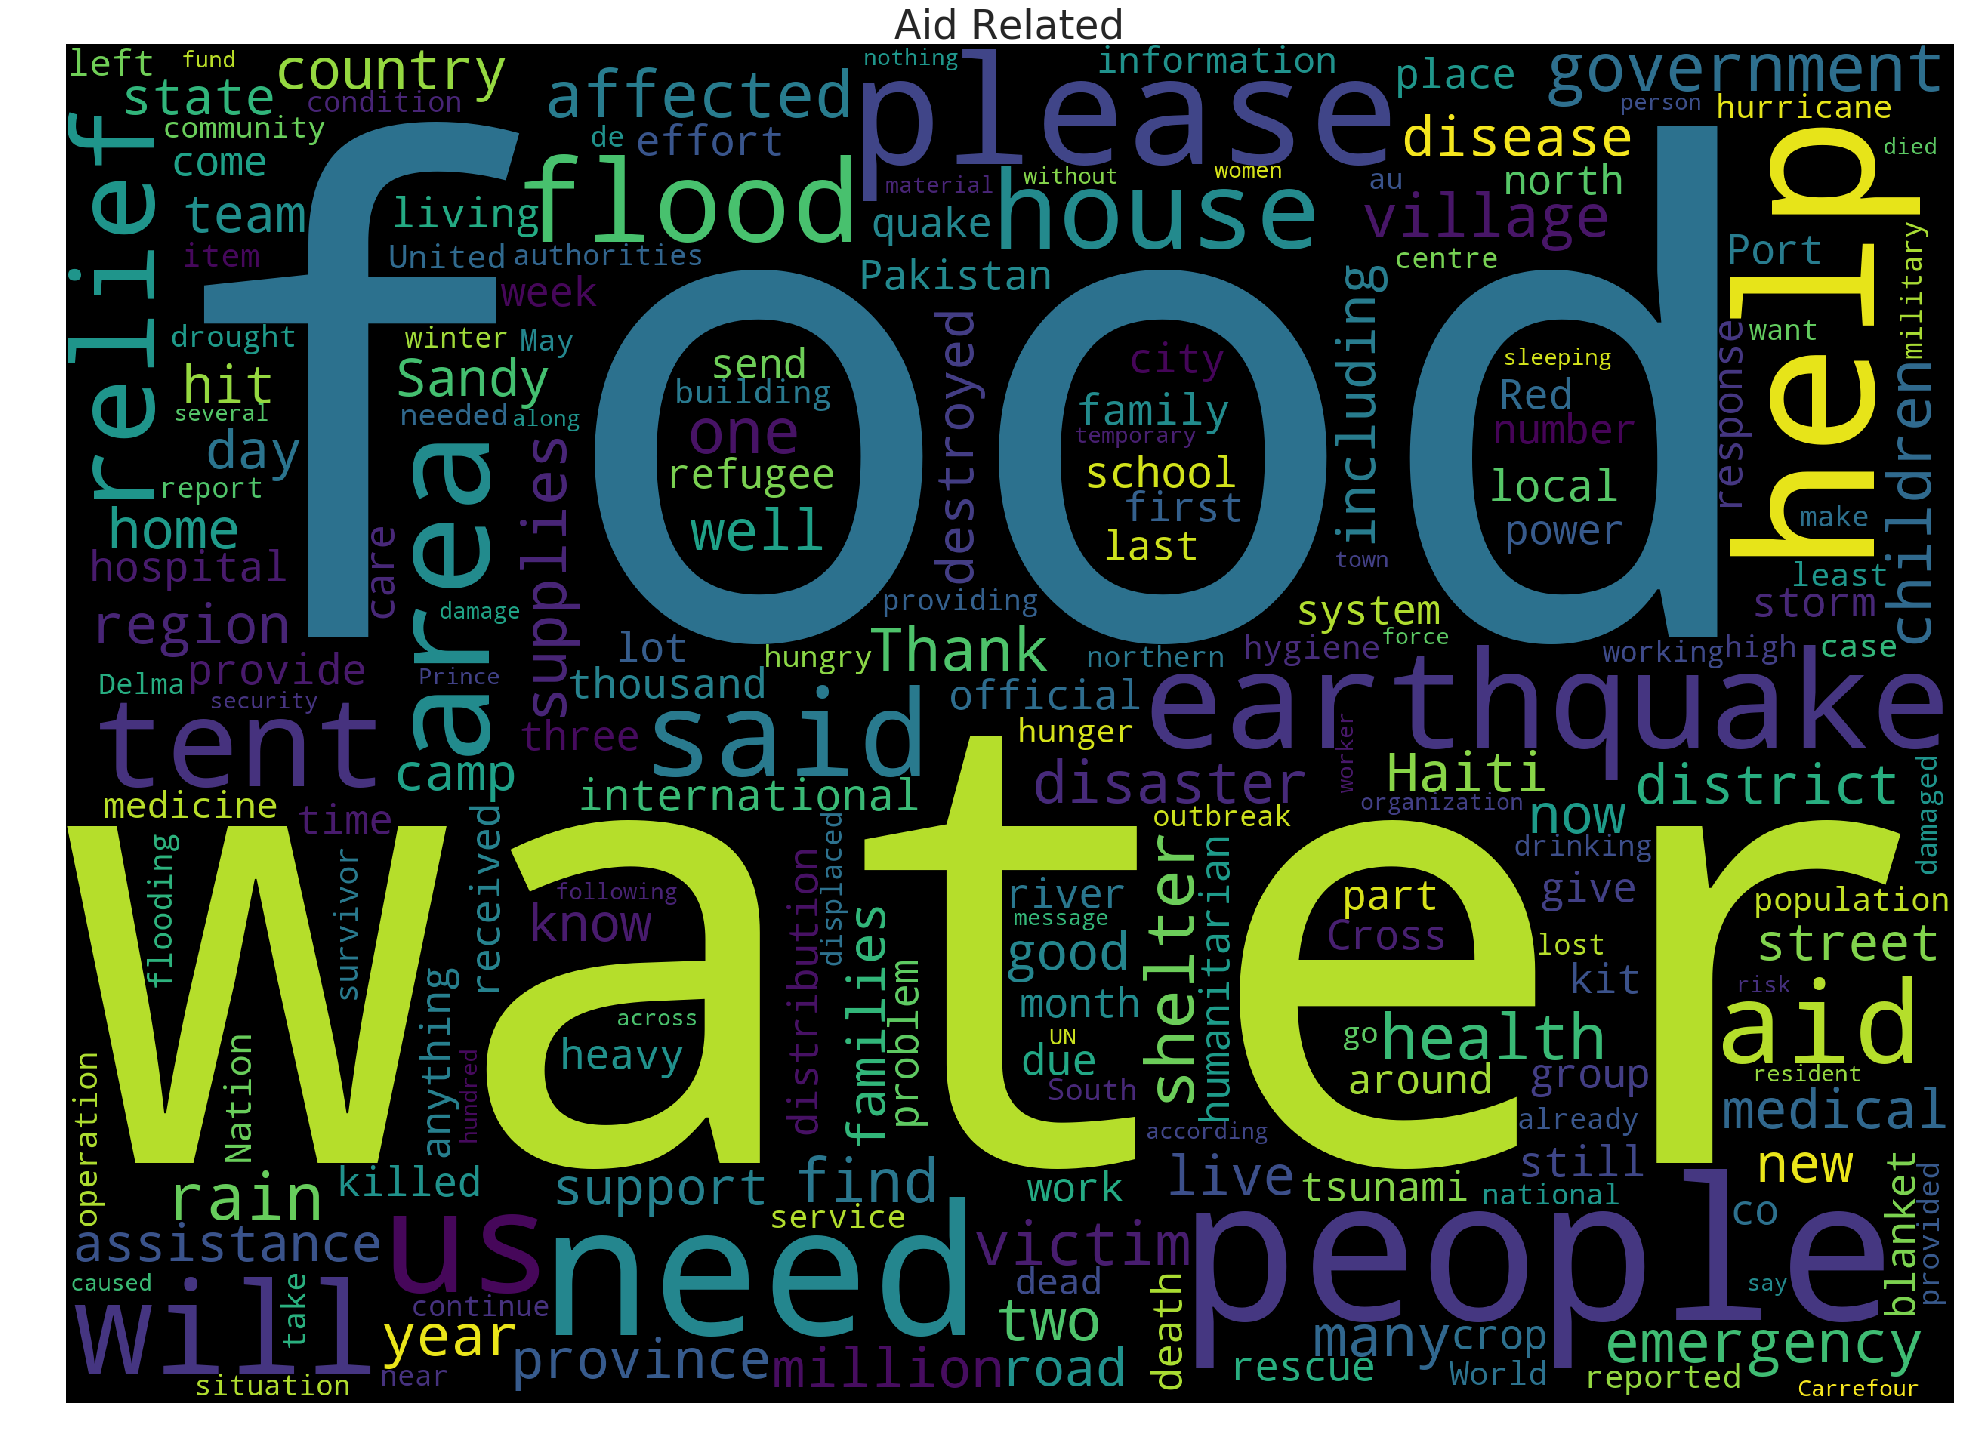 Aid Related
left
fund
country
nothing
information
place
government
state
condition
affected
please
person
hurricane
community
de
effort
disease
died
relief
come
flood
material
without
women
au
north
help
team
living
house
quake
village
military
item
United
authorities
Pakistan
centre
Port
week
food
including
drought
winter
May
destroyed
response
want
hit
Sandy
send
city
sleeping
children
several
needed
along
building
family
Red
day
area
supplies
one
temporary
number
report
refugee
school
local
home
well
first
power
make
hospital
care
last
town
least
region
damage
providing
system
storm
provide
lot
hungry
Thank
northern
hygiene
force
working
high
case
Delma
security
Prince
thousand
official
earthquake
tent
said
three
hunger
worker
camp
international
disaster
Haiti
district
medicine
time
received
outbreak
organization
now
damaged
water
flooding
survivor
distribution
displaced
shelter
humanitarian
drinking
following
know
families
river
message
part
give
population
good
Cross
lost
street
anything
problem
month
kit
risk
across
heavy
UN
due
go
health
aid
operation
Nation
hundred
South
around
group
resident
according
already
medical
rain
killed
support
find
work
live
tsunami
still
national
new
blanket
provided
assistance
us
need
service
victim
people
co
caused
will
take
continue
dead
death
say
year
two
many
crop
emergency
situation
near
province
million
road
rescue
World
reported
Carrefour